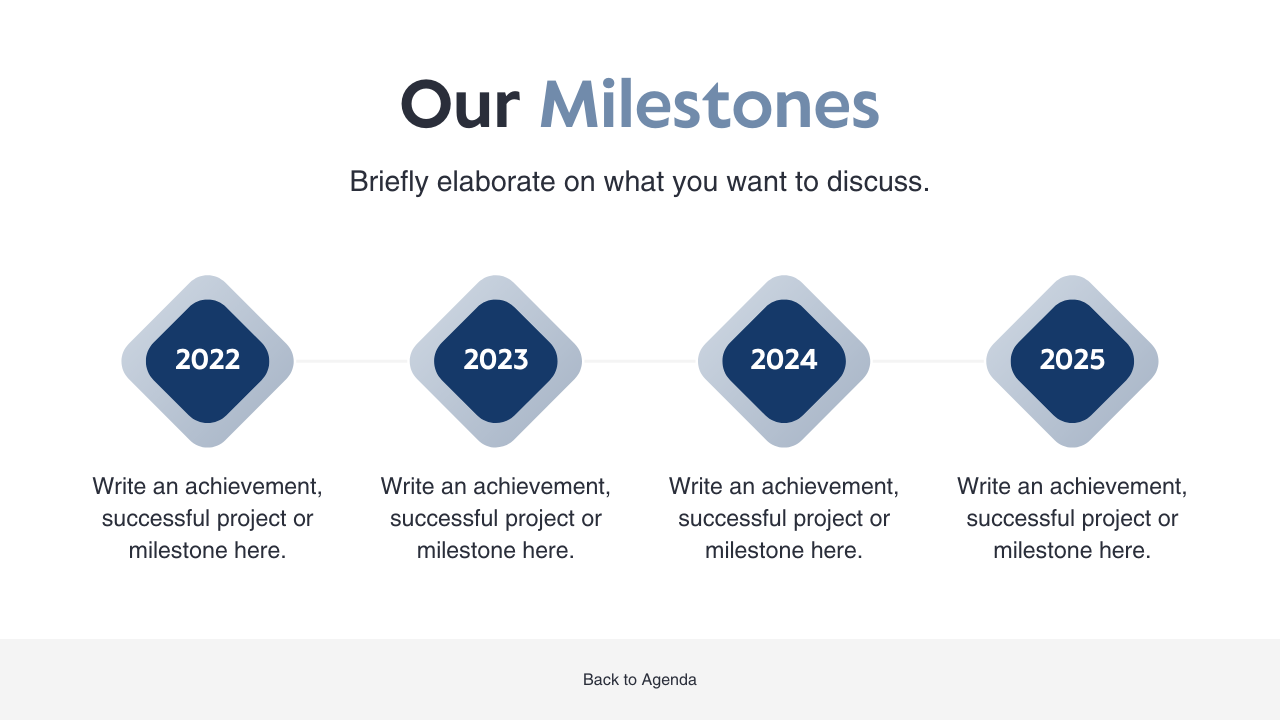 Our Milestones
Briefly elaborate on what you want to discuss.
2022
2023
2024
2025
Write an achievement,
successful project or
milestone here.
Write an achievement,
successful project or
milestone here.
Write an achievement,
successful project or
milestone here.
Write an achievement,
successful project or
milestone here.
Back to Agenda